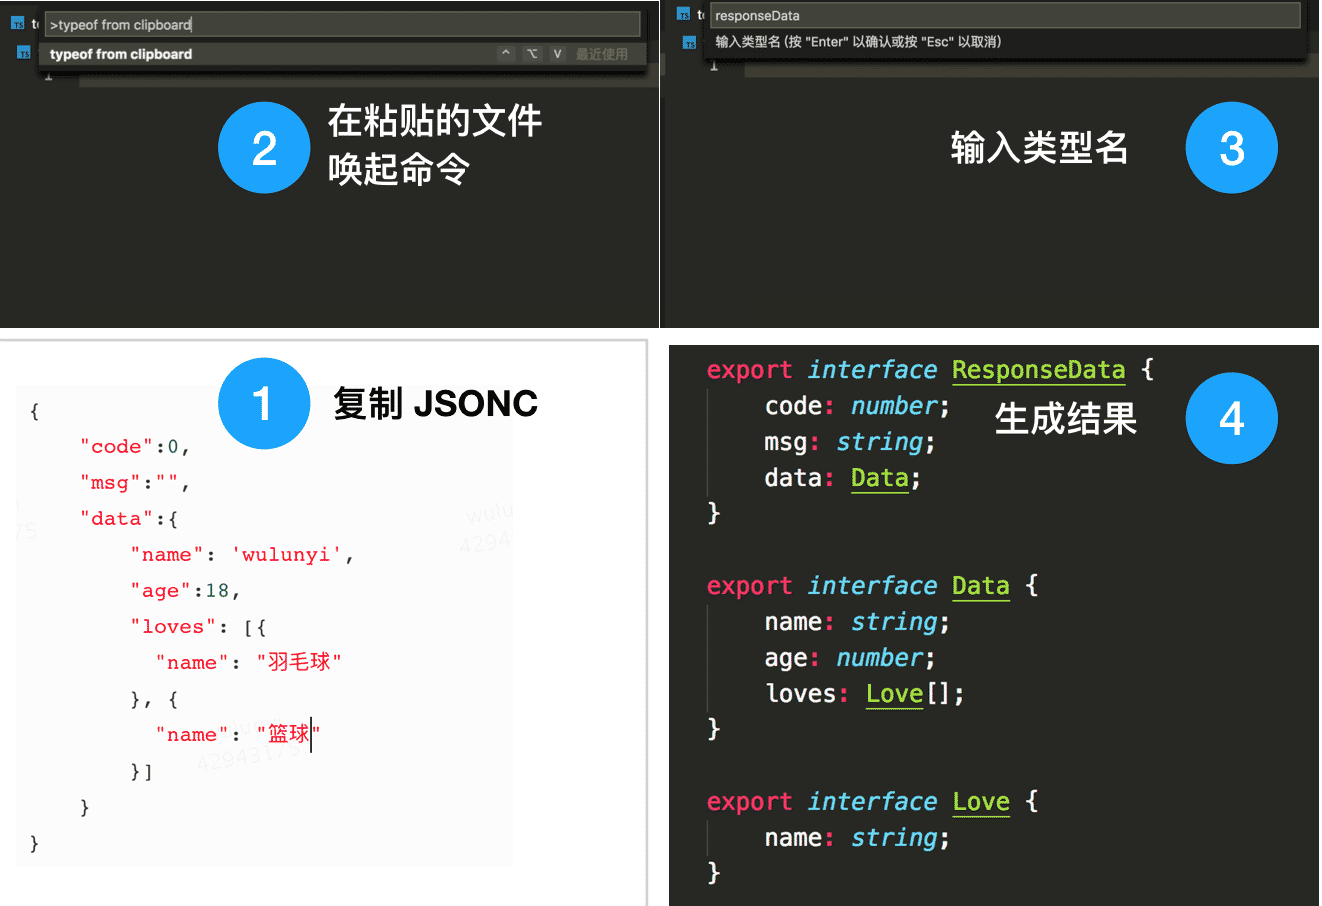 >typeof from clipboard
typeof from clipboard ^ ⌥ V 最近使用
1
2
在粘贴的文件
唤起命令
responseData
输入类型名 (按 "Enter" 以确认或按 "Esc" 以取消)
1
输入类型名
3
1
复制 JSONC
{
"code":0,
"msg":"",
"data":{
"name": 'wulunyi',
"age":18,
"loves": [{
"name": "羽毛球"
}, {
"name": "篮球"
}]
}
}
export interface ResponseData {
code: number;
msg: string;
data: Data;
}
生成结果
4
export interface Data {
name: string;
age: number;
loves: Love[];
}
export interface Love {
name: string;
}